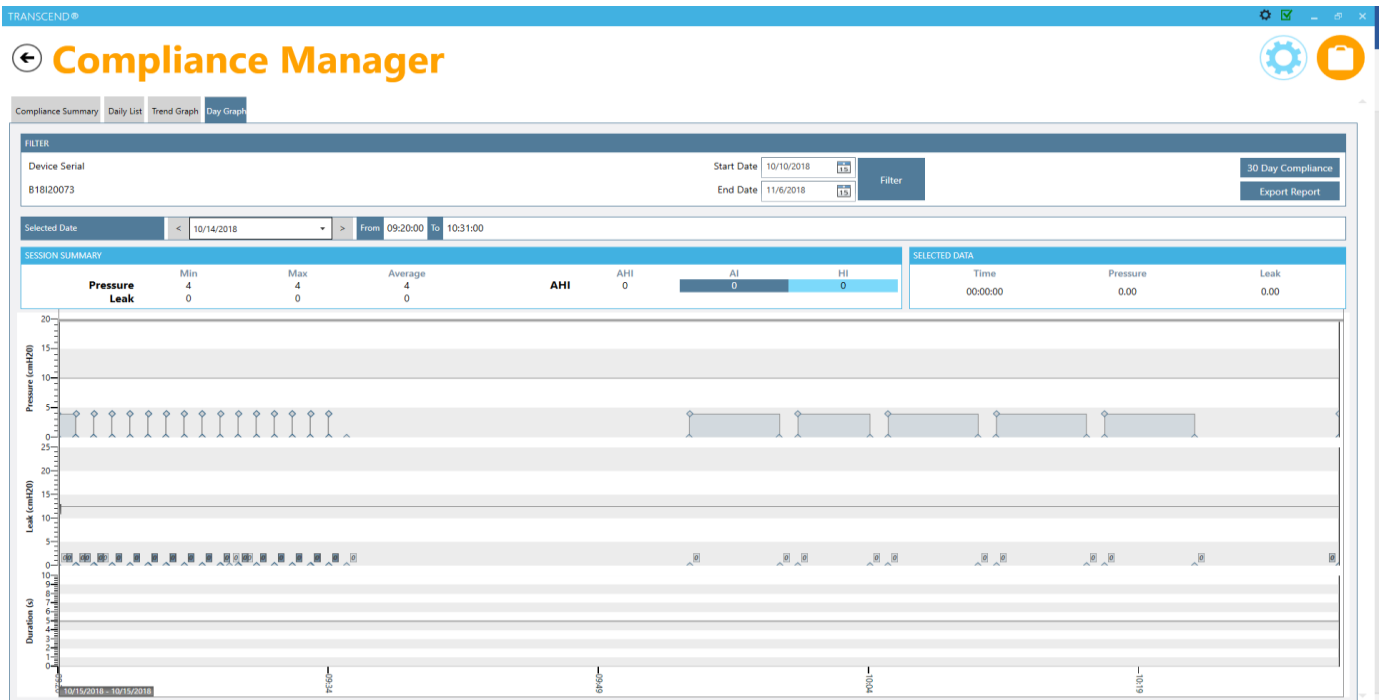 TRANSCEND®
Compliance Manager
Compliance Summary Daily List Trend Graph Day Graph
FILTER
Device Serial Start Date 10/10/2018 15 Filter 30 Day Compliance
B18I20073 End Date 11/6/2018 15 Export Report
Selected Date < 10/14/2018 > From 09:20:00 To 10:31:00
SESSION SUMMARY SELECTED DATA
Min Max Average AHI AI HI Time Pressure Leak
Pressure 4 4 4 AHI 0 0 0 00:00:00 0.00 0.00
Leak 0 0 0
Pressure (cmH20)
20
15
10
5
0
Leak (cmH20)
25
20
15
10
5
0
Duration (s)
10
9
8
7
6
5
4
3
2
1
0
09:34 09:49 10:04 10:19
10/15/2018 - 10/15/2018